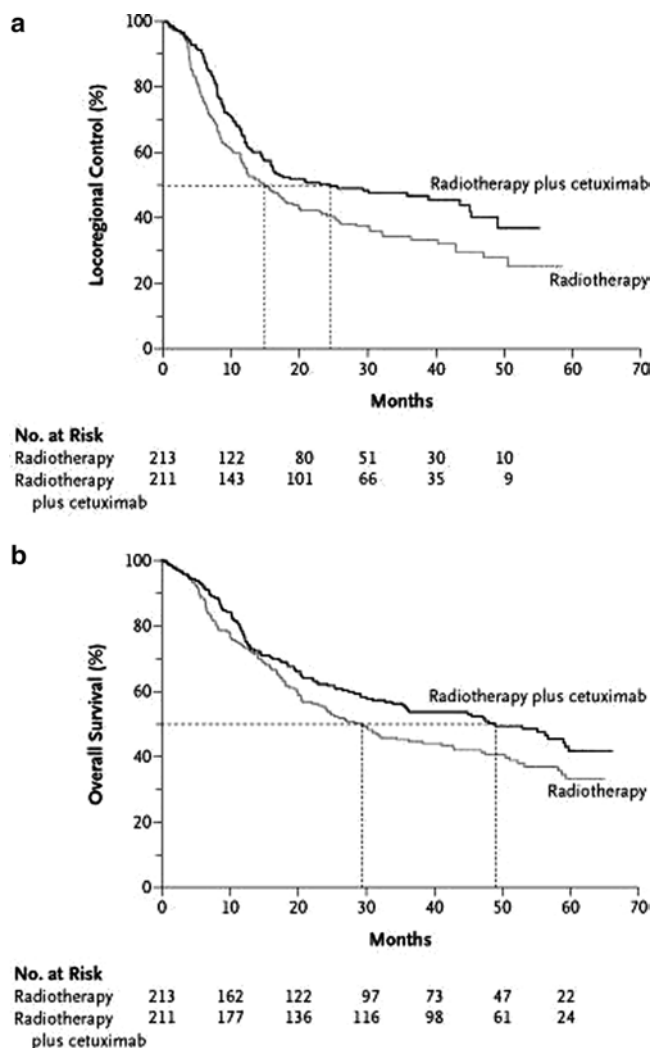 a
Locoregional Control (%)
100
80
60
40
20
0
Radiotherapy plus cetuximab
Radiotherapy
0 10 20 30 40 50 60 70
Months
No. at Risk
Radiotherapy 213 122 80 51 30 10
Radiotherapy 211 143 101 66 35 9
plus cetuximab
b
Overall Survival (%)
100
80
60
40
20
0
Radiotherapy plus cetuximab
Radiotherapy
0 10 20 30 40 50 60 70
Months
No. at Risk
Radiotherapy 213 162 122 97 73 47 22
Radiotherapy 211 177 136 116 98 61 24
plus cetuximab